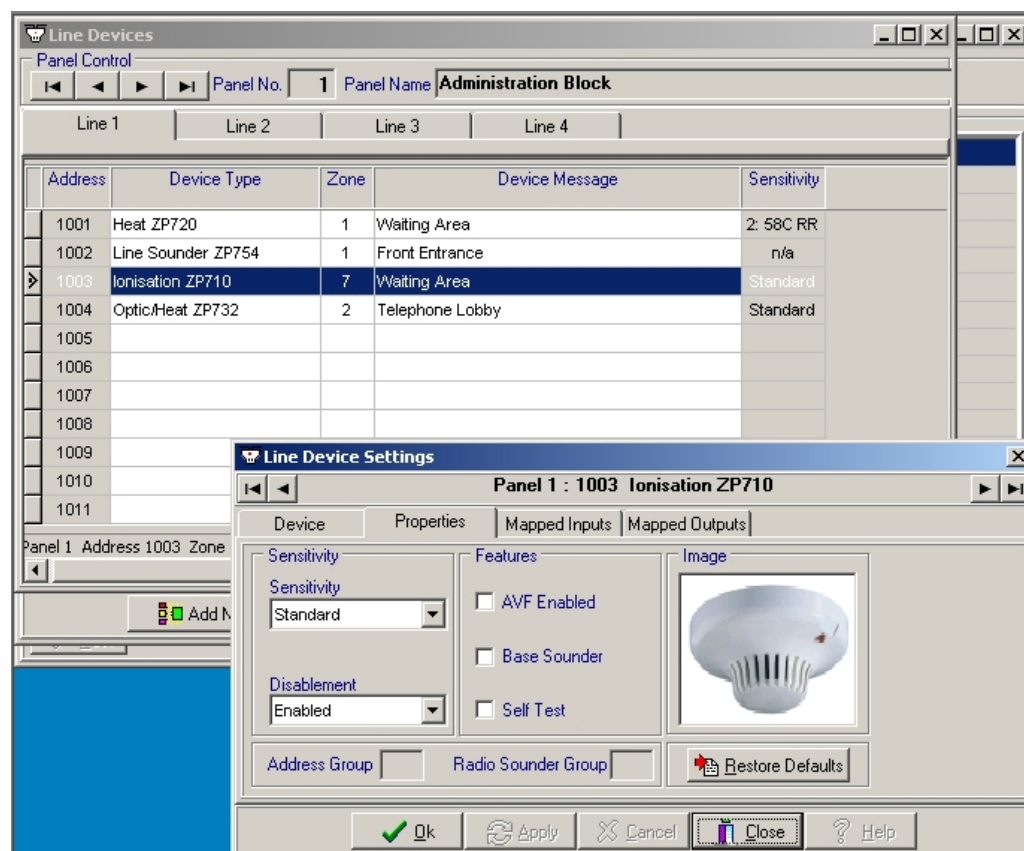 Line Devices
Panel Control
Panel No. 1 Panel Name Administration Block
Line 1 Line 2 Line 3 Line 4
Address Device Type Zone Device Message Sensitivity
1001 Heat ZP720 1 Waiting Area 2: 58C RR
1002 Line Sounder ZP754 1 Front Entrance n/a
1003 Ionisation ZP710 7 Waiting Area Standard
1004 Optic/Heat ZP732 2 Telephone Lobby Standard
1005
1006
1007
1008
1009
1010
1011
Panel 1 Address 1003 Zone
Add N
Line Device Settings
Panel 1 : 1003 Ionisation ZP710
Device Properties Mapped Inputs Mapped Outputs
Sensitivity Features Image
Sensitivity
Standard
AVF Enabled
Base Sounder
Disablement
Enabled
Self Test
Address Group Radio Sounder Group Restore Defaults
Ok Apply Cancel Close Help